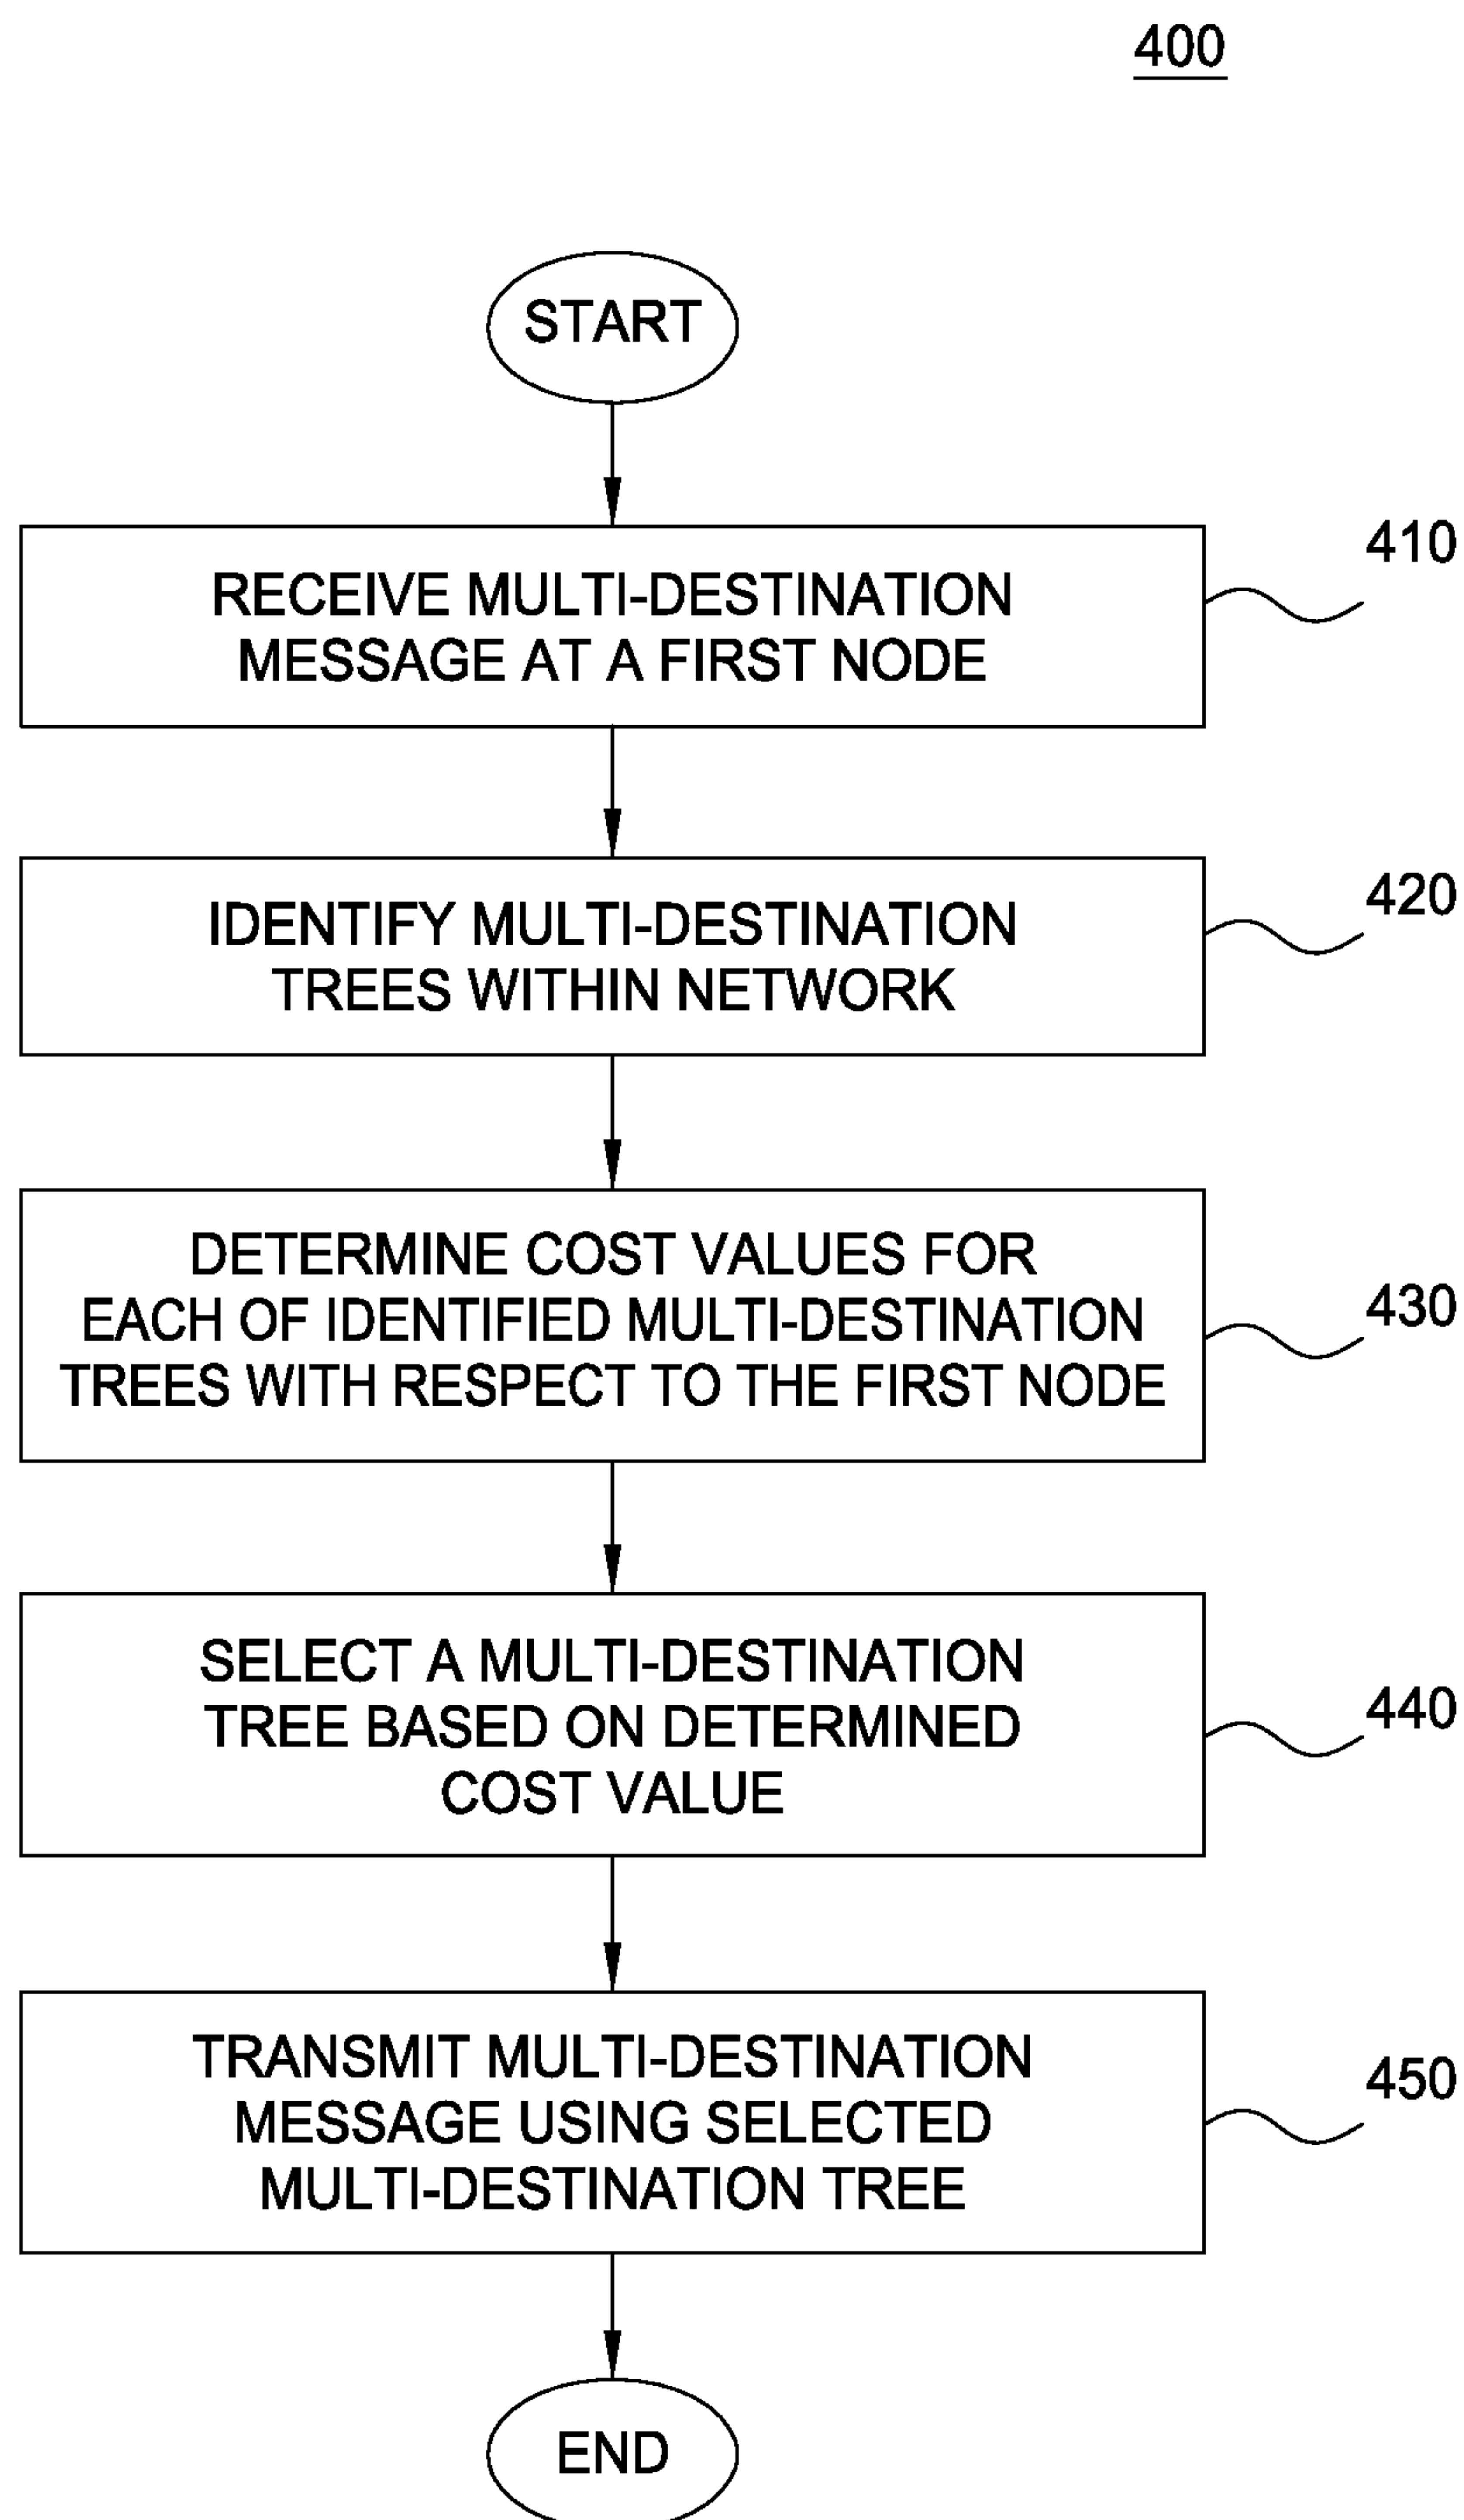 400
START
RECEIVE MULTI-DESTINATION
MESSAGE AT A FIRST NODE
410
IDENTIFY MULTI-DESTINATION
TREES WITHIN NETWORK
420
DETERMINE COST VALUES FOR
EACH OF IDENTIFIED MULTI-DESTINATION
TREES WITH RESPECT TO THE FIRST NODE
430
SELECT A MULTI-DESTINATION
TREE BASED ON DETERMINED
COST VALUE
440
TRANSMIT MULTI-DESTINATION
MESSAGE USING SELECTED
MULTI-DESTINATION TREE
450
END